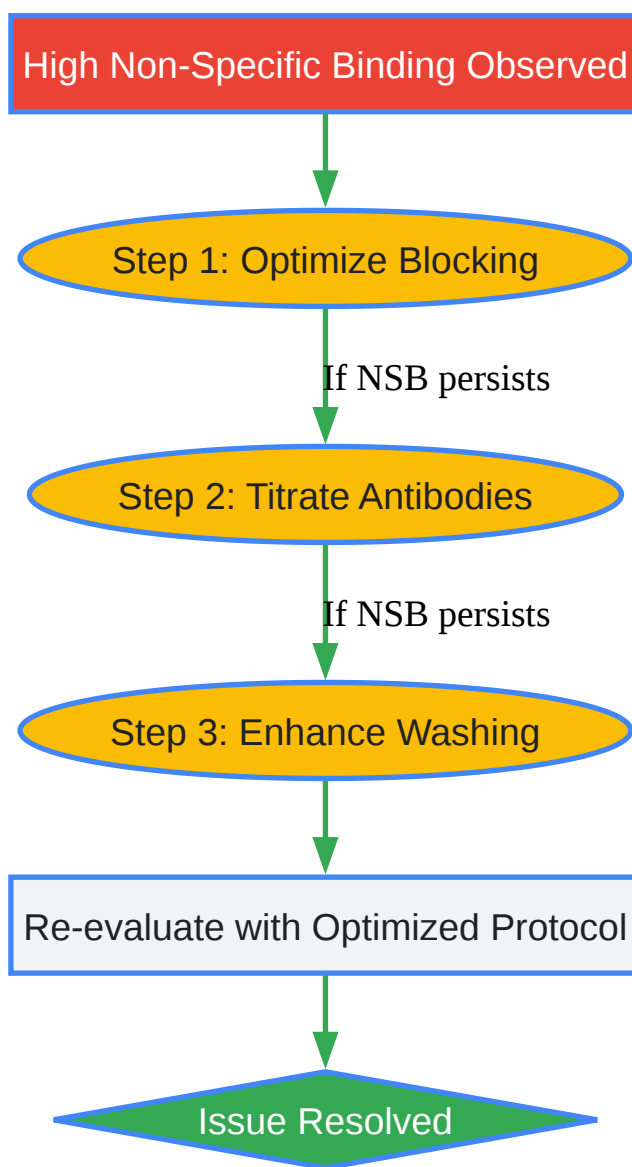 High Non-Specific Binding Observed
Step 1: Optimize Blocking
If NSB persists
Step 2: Titrate Antibodies
If NSB persists
Step 3: Enhance Washing
Re-evaluate with Optimized Protocol
Issue Resolved